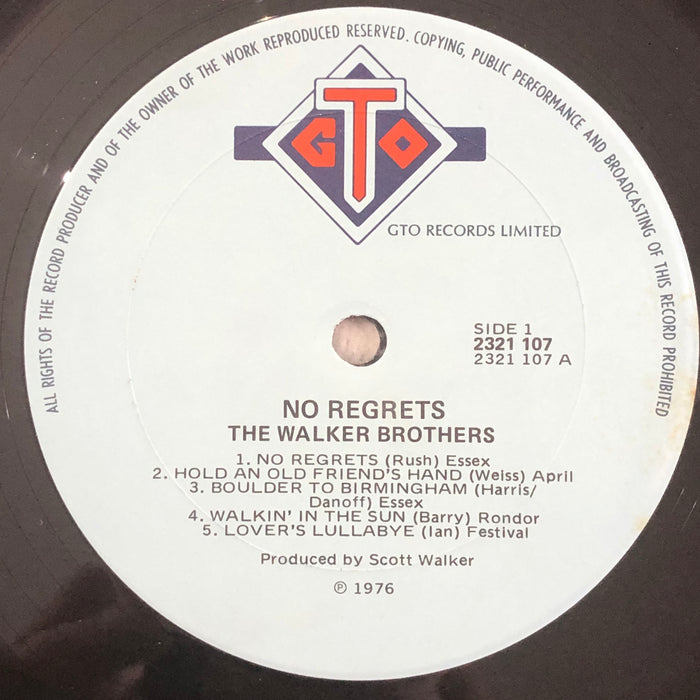 ALL RIGHTS OF THE RECORD PRODUCER AND OF THE OWNER OF THE WORK REPRODUCED RESERVED. COPYING, PUBLIC PERFORMANCE AND BROADCASTING OF THIS RECORD PROHIBITED
GTO
GTO RECORDS LIMITED
SIDE 1
2321 107
2321 107 A
NO REGRETS
THE WALKER BROTHERS
1. NO REGRETS (Rush) Essex
2. HOLD AN OLD FRIEND'S HAND (Weiss) April
3. BOULDER TO BIRMINGHAM (Harris/
Danoff) Essex
4. WALKIN' IN THE SUN (Barry) Rondor
5. LOVER'S LULLABYE (Ian) Festival
Produced by Scott Walker
℗ 1976